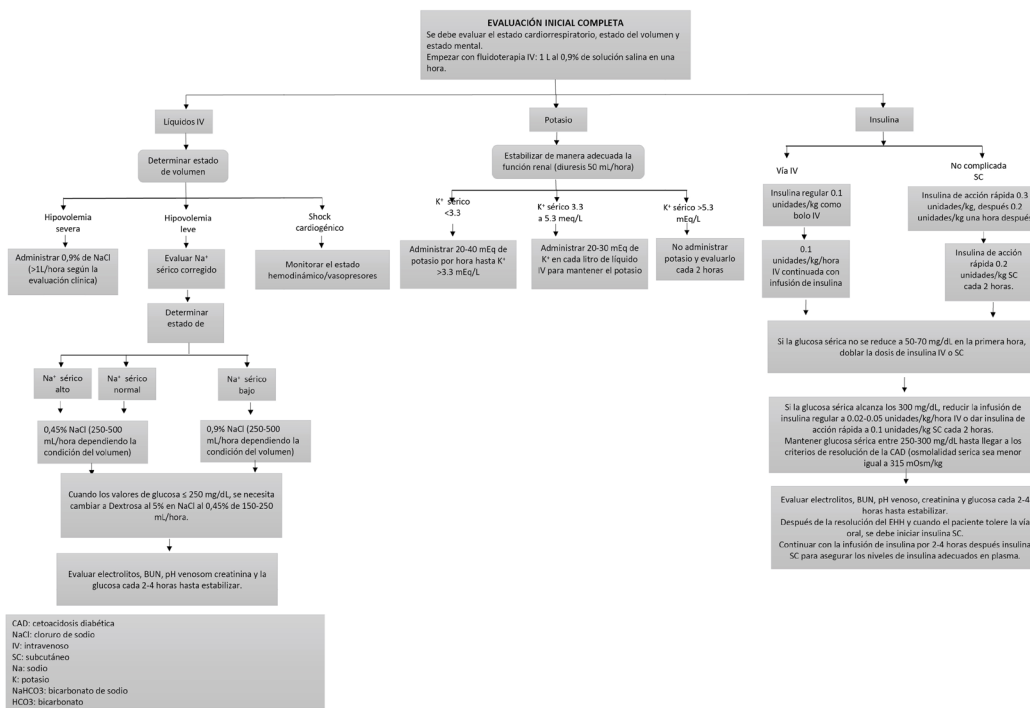 EVALUACIÓN INICIAL COMPLETA
Se debe evaluar el estado cardiorrespiratorio, estado del volumen y
estado mental.
Empezar con fluidoterapia IV: 1 L al 0,9% de solución salina en una
hora.
Líquidos IV
Determinar estado
de volumen
Hipovolemia
severa
Administrar 0,9% de NaCl
(>1L/hora según la
evaluación clínica)
Hipovolemia
leve
Evaluar Na⁺
sérico corregido
Determinar
estado de
Shock
cardiogénico
Monitorar el estado
hemodinámico/vasopresores
Na⁺ sérico
alto
Na⁺ sérico
normal
Na⁺ sérico
bajo
0,45% NaCl (250-500
mL/hora dependiendo la
condición del volumen)
0,9% NaCl (250-500
mL/hora dependiendo la
condición del volumen)
Cuando los valores de glucosa ≤ 250 mg/dL, se necesita
cambiar a Dextrosa al 5% en NaCl al 0,45% de 150-250
mL/hora.
Evaluar electrolitos, BUN, pH venosom creatinina y la
glucosa cada 2-4 horas hasta estabilizar.
Potasio
Estabilizar de manera adecuada la
función renal (diuresis 50 mL/hora)
K⁺ sérico
<3.3
Administrar 20-40 mEq de
potasio por hora hasta K⁺
>3.3 mEq/L
K⁺ sérico 3.3
a 5.3 meq/L
Administrar 20-30 mEq de
K⁺ en cada litro de líquido
IV para mantener el potasio
K⁺ sérico >5.3
mEq/L
No administrar
potasio y evaluarlo
cada 2 horas
Insulina
Vía IV
Insulina regular 0.1
unidades/kg como
bolo IV
0.1
unidades/kg/hora
IV continuada con
infusión de insulina
No complicada
SC
Insulina de acción rápida 0.3
unidades/kg, después 0.2
unidades/kg una hora después
Insulina de acción
rápida 0.2
unidades/kg SC
cada 2 horas.
Si la glucosa sérica no se reduce a 50-70 mg/dL en la primera hora,
doblar la dosis de insulina IV o SC
Si la glucosa sérica alcanza los 300 mg/dL, reducir la infusión de
insulina regular a 0.02-0.05 unidades/kg/hora IV o dar insulina de
acción rápida a 0.1 unidades/kg SC cada 2 horas.
Mantener glucosa sérica entre 250-300 mg/dL hasta llegar a los
criterios de resolución de la CAD (osmolalidad serica sea menor
igual a 315 mOsm/kg
Evaluar electrolitos, BUN, pH venoso, creatinina y glucosa cada 2-4
horas hasta estabilizar.
Después de la resolución del EHH y cuando el paciente tolere la vía
oral, se debe iniciar insulina SC.
Continuar con la infusión de insulina por 2-4 horas después insulina
SC para asegurar los niveles de insulina adecuados en plasma.
CAD: cetoacidosis diabética
NaCl: cloruro de sodio
IV: intravenoso
SC: subcutáneo
Na: sodio
K: potasio
NaHCO3: bicarbonato de sodio
HCO3: bicarbonato